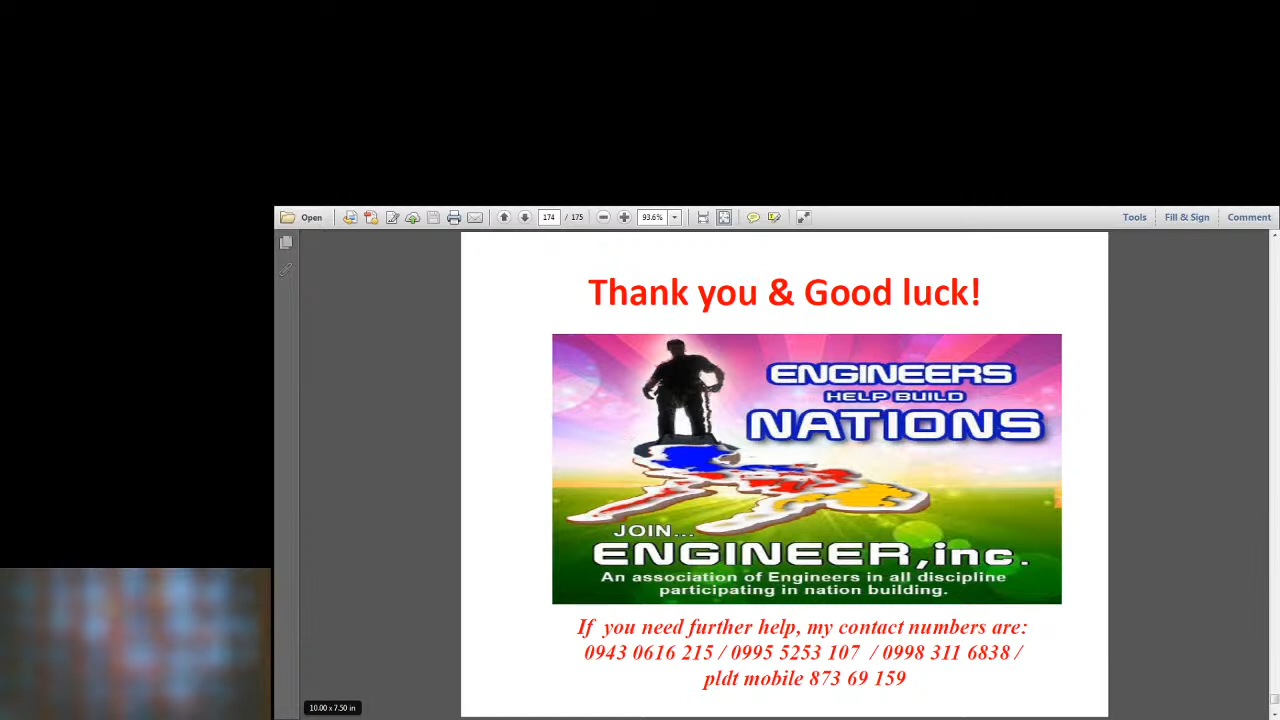 Open
174 / 175
93.6%
Tools
Fill & Sign
Comment
Thank you & Good luck!
ENGINEERS
HELP BUILD
NATIONS
JOIN...
ENGINEER,inc.
An association of Engineers in all discipline
participating in nation building.
If you need further help, my contact numbers are:
0943 0616 215 / 0995 5253 107 / 0998 311 6838 /
pldt mobile 873 69 159
10.00 x 7.50 in